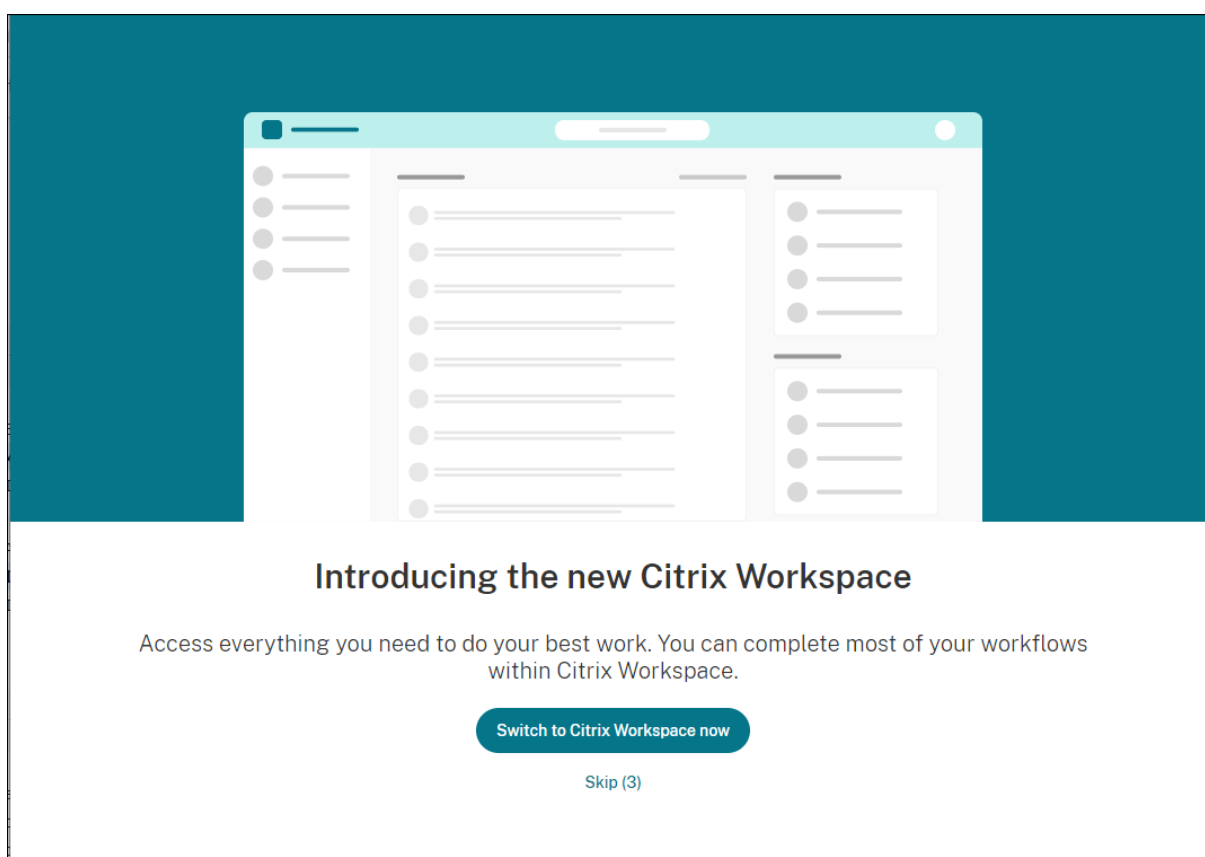 Introducing the new Citrix Workspace
Access everything you need to do your best work. You can complete most of your workflows
within Citrix Workspace.
Switch to Citrix Workspace now
Skip (3)